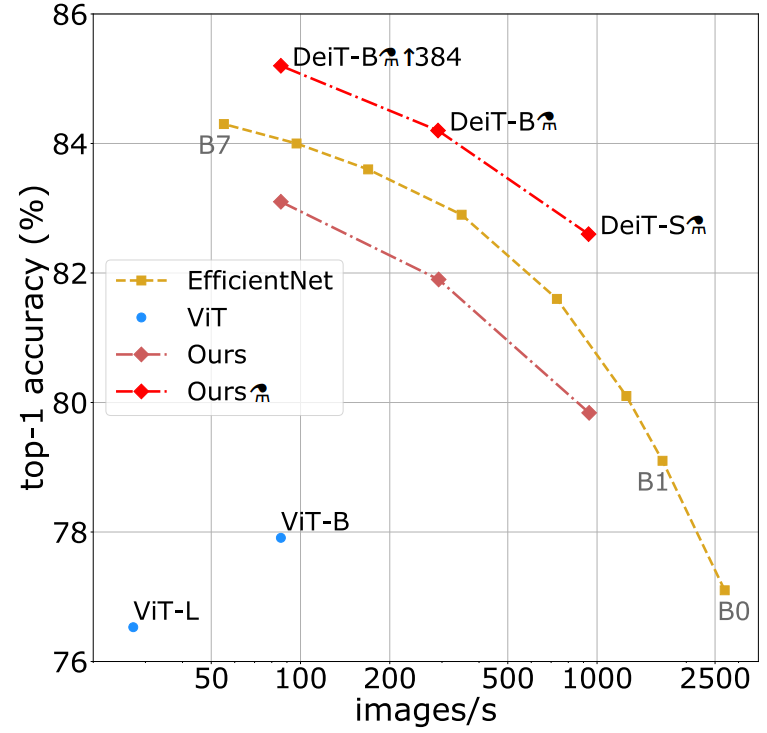 86
DeiT-B⚗↑384
DeiT-B⚗
84
B7
DeiT-S⚗
top-1 accuracy (%)
82
EfficientNet
ViT
Ours
Ours⚗
80
B1
78
ViT-B
ViT-L
B0
76
50 100 200 500 1000 2500
images/s